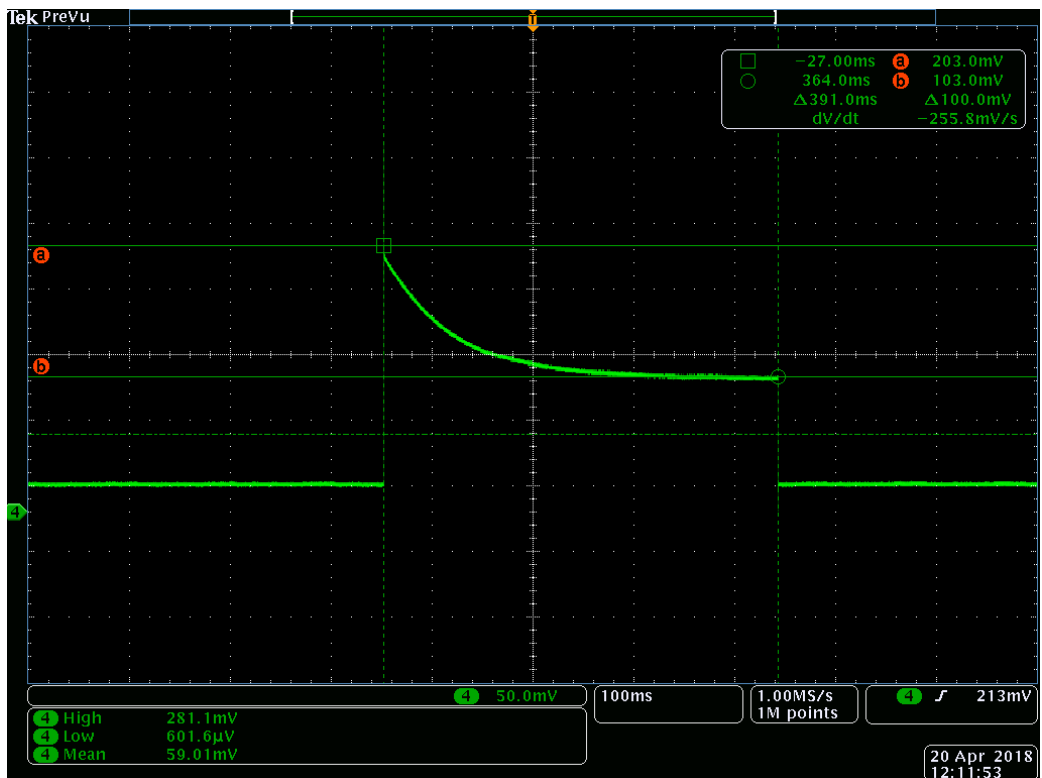 Tek PreVu
T
−27.00ms a 203.0mV
364.0ms b 103.0mV
Δ391.0ms Δ100.0mV
dV/dt −255.8mV/s
a
b
4
4 50.0mV
100ms
1.00MS/s
1M points
4 213mV
4 High 281.1mV
4 Low 601.6µV
4 Mean 59.01mV
20 Apr 2018
12:11:53